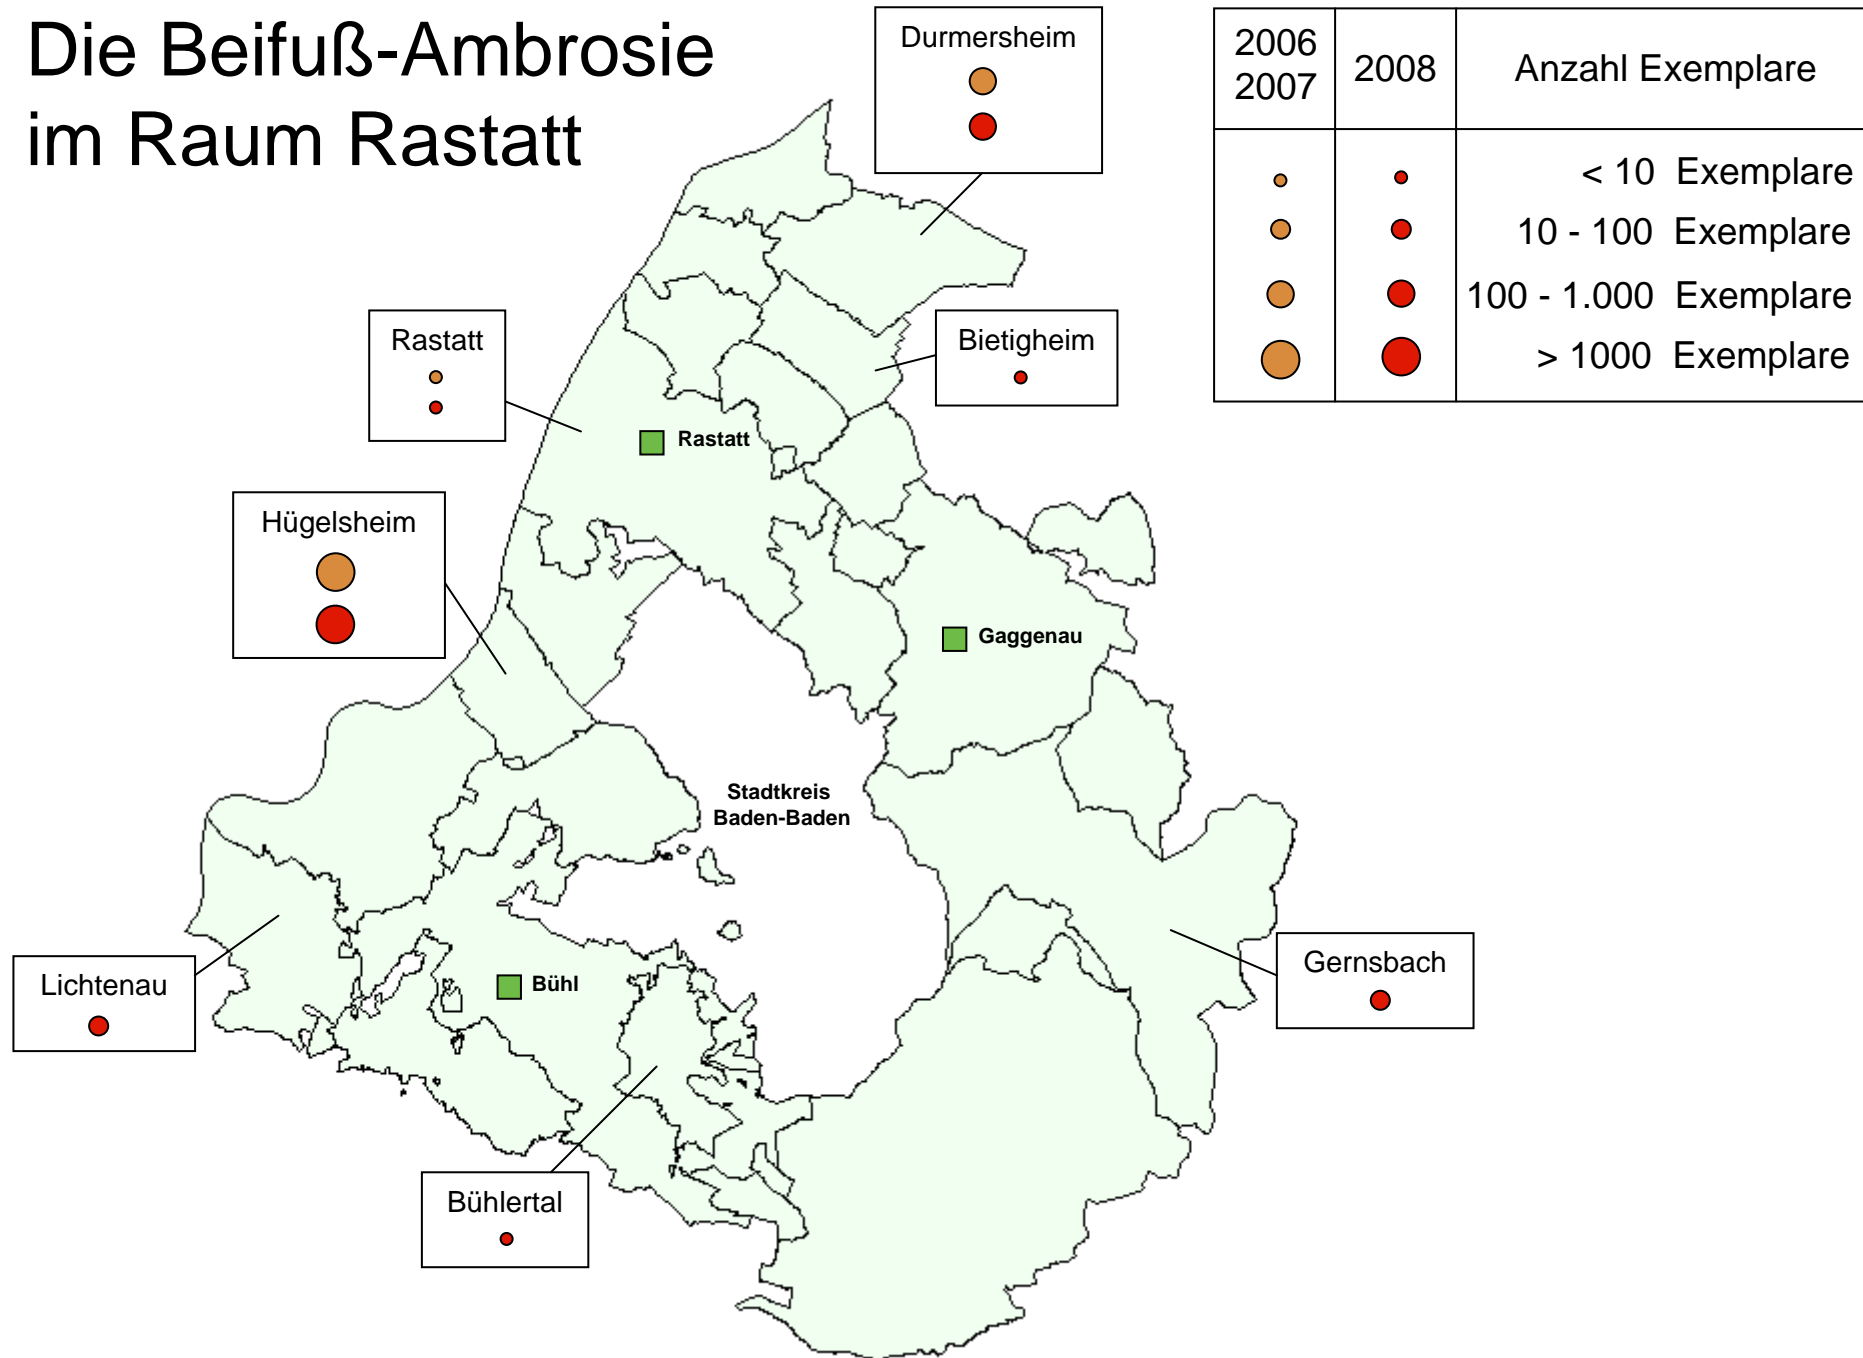 Die Beifuß-Ambrosie
im Raum Rastatt
Durmersheim
2006
2007
2008
Anzahl Exemplare
< 10 Exemplare
10 - 100 Exemplare
100 - 1.000 Exemplare
> 1000 Exemplare
Rastatt
Bietigheim
Rastatt
Hügelsheim
Gaggenau
Stadtkreis
Baden-Baden
Lichtenau
Bühl
Gernsbach
Bühlertal